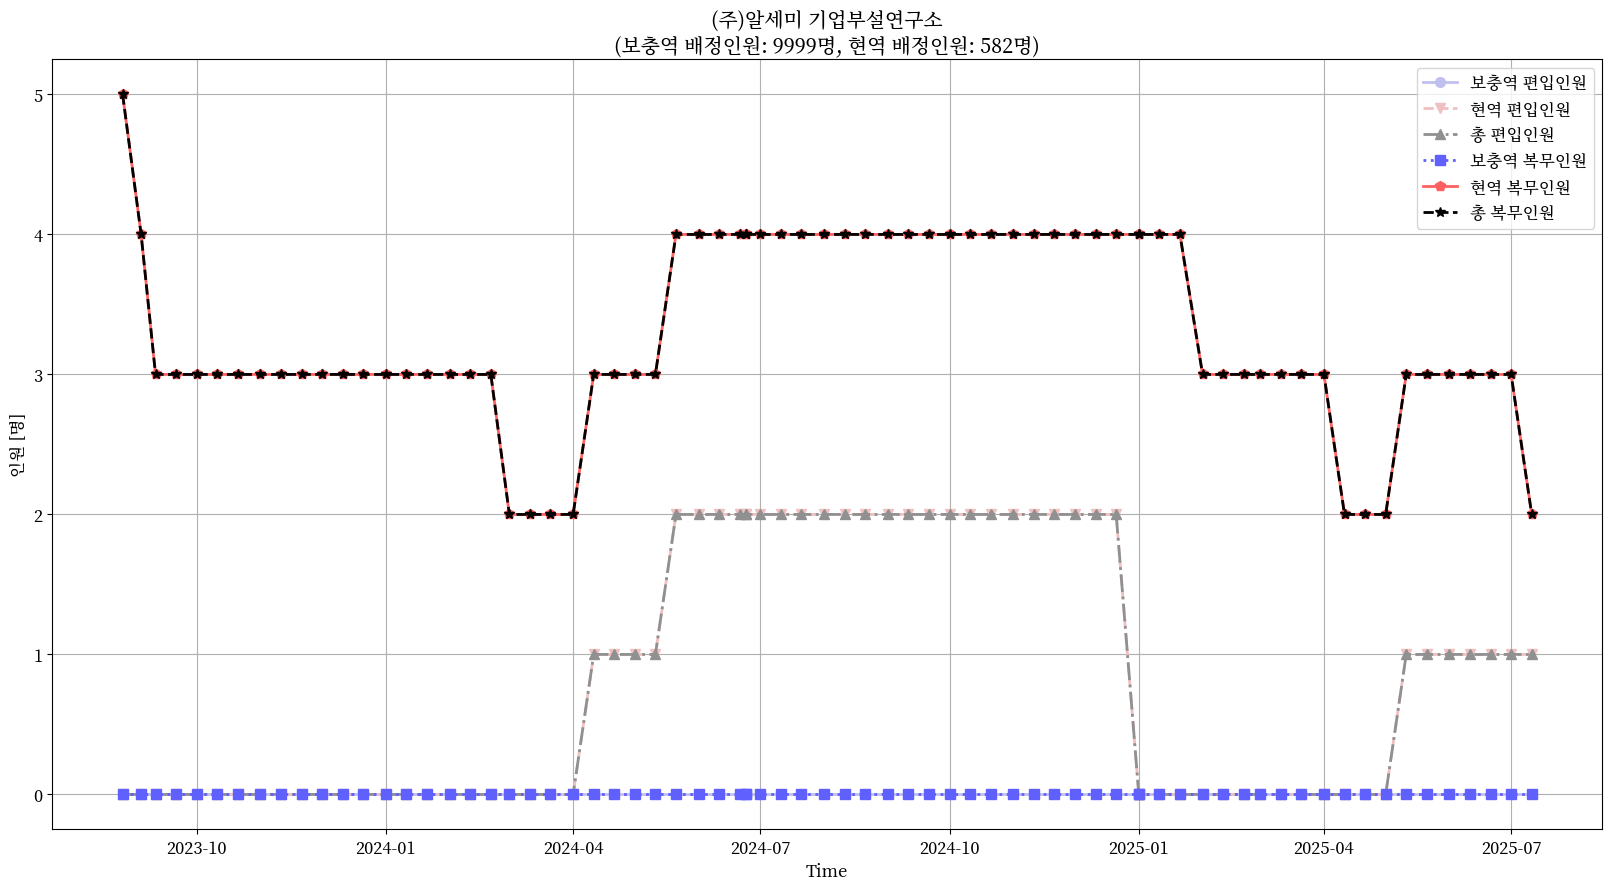 (주)알세미 기업부설연구소
(보충역 배정인원: 9999명, 현역 배정인원: 582명)
보충역 편입인원
현역 편입인원
총 편입인원
보충역 복무인원
현역 복무인원
총 복무인원
인원 [명]
5
4
3
2
1
0
2023-10 2024-01 2024-04 2024-07 2024-10 2025-01 2025-04 2025-07
Time